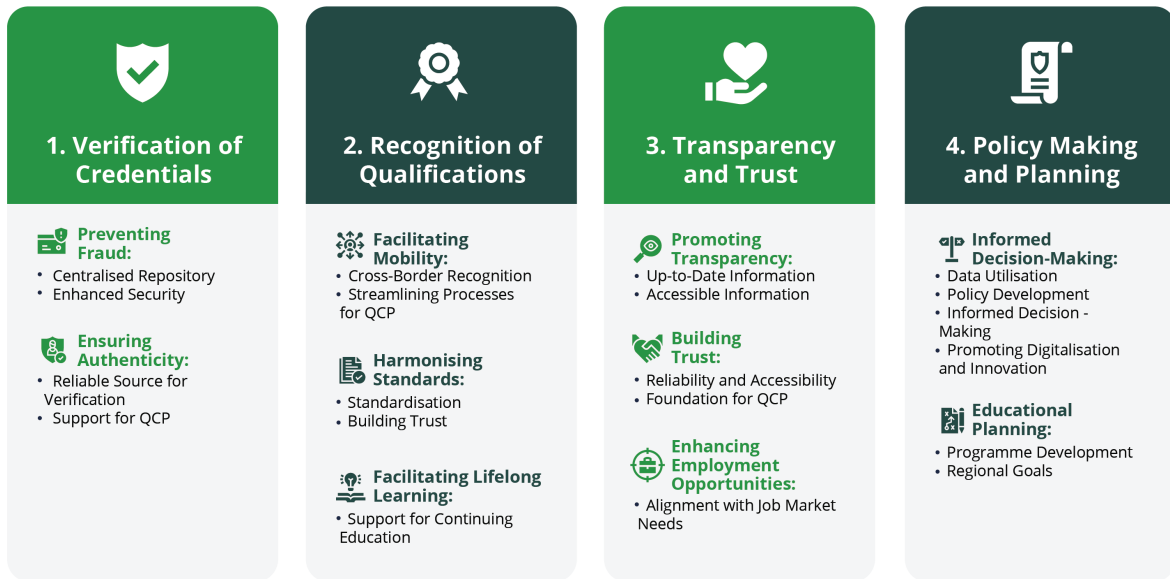 1. Verification of
Credentials
Preventing
Fraud:
• Centralised Repository
• Enhanced Security
Ensuring
Authenticity:
• Reliable Source for
Verification
• Support for QCP
2. Recognition of
Qualifications
Facilitating
Mobility:
• Cross-Border Recognition
• Streamlining Processes
for QCP
Harmonising
Standards:
• Standardisation
• Building Trust
Facilitating Lifelong
Learning:
• Support for Continuing
Education
3. Transparency
and Trust
Promoting
Transparency:
• Up-to-Date Information
• Accessible Information
Building
Trust:
• Reliability and Accessibility
• Foundation for QCP
Enhancing
Employment
Opportunities:
• Alignment with Job Market
Needs
4. Policy Making
and Planning
Informed
Decision-Making:
• Data Utilisation
• Policy Development
• Informed Decision -
Making
• Promoting Digitalisation
and Innovation
Educational
Planning:
• Programme Development
• Regional Goals